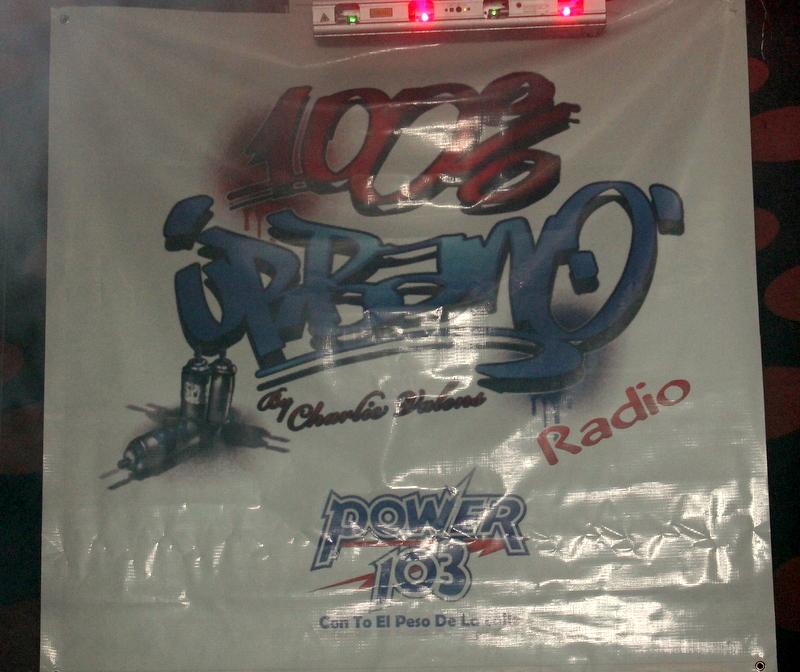 100%
URBANO
By Charlie Valens
Radio
POWER
103
Con To El Peso De La